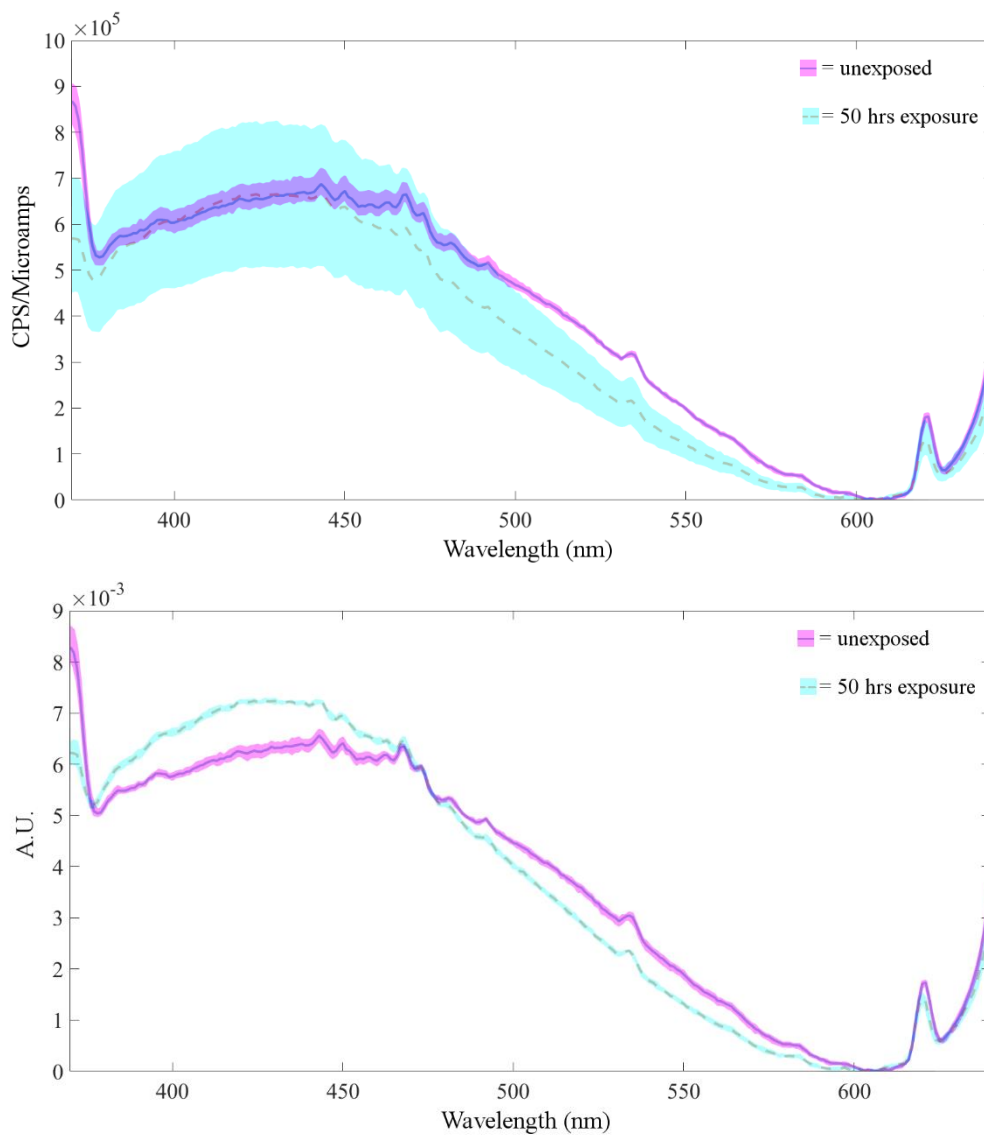 ×10⁵
10
9
8
7
6
5
4
3
2
1
0
CPS/Microamps
= unexposed
= 50 hrs exposure
400 450 500 550 600
Wavelength (nm)
×10⁻³
9
8
7
6
5
4
3
2
1
0
A.U.
= unexposed
= 50 hrs exposure
400 450 500 550 600
Wavelength (nm)